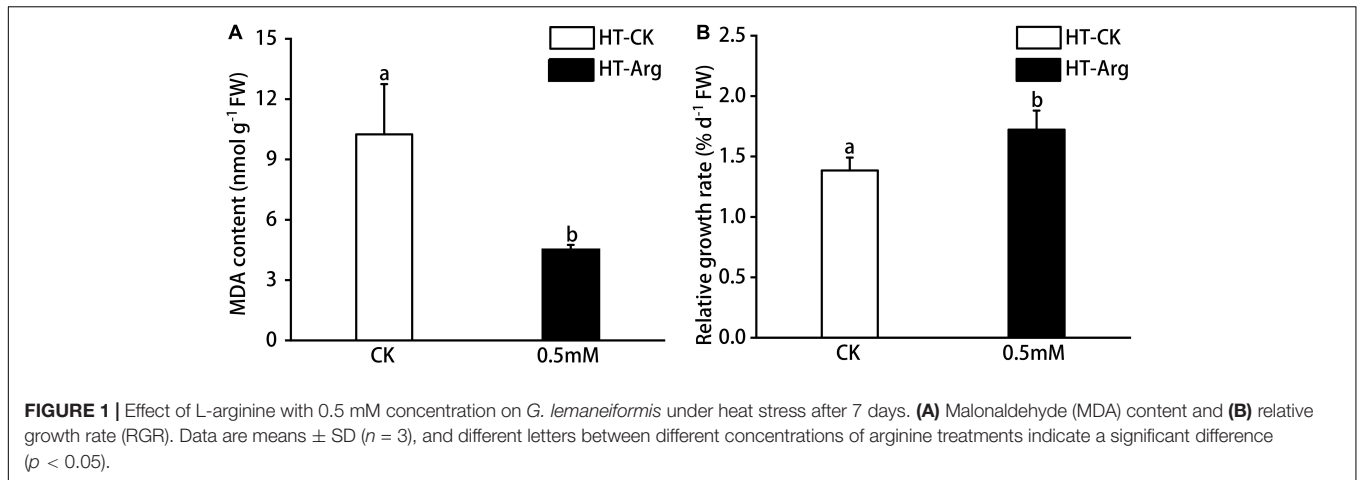 A
15
12
9
6
3
0
MDA content (nmol g-1 FW)
HT-CK
HT-Arg
a
b
CK 0.5mM
B
2.5
2.0
1.5
1.0
0.5
0.0
Relative growth rate (% d-1 FW)
HT-CK
HT-Arg
a
b
CK 0.5mM
FIGURE 1 | Effect of L-arginine with 0.5 mM concentration on G. lemaneiformis under heat stress after 7 days. (A) Malonaldehyde (MDA) content and (B) relative
growth rate (RGR). Data are means ± SD (n = 3), and different letters between different concentrations of arginine treatments indicate a significant difference
(p < 0.05).